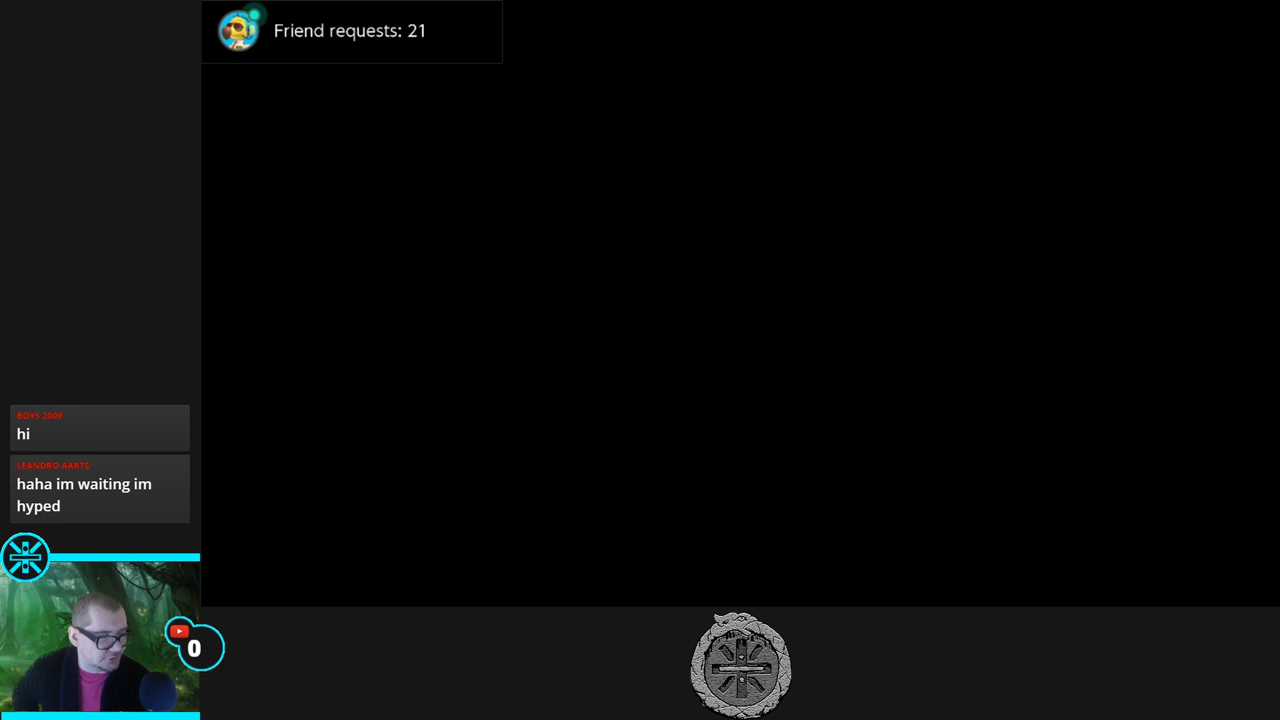 Friend requests: 21
BOYS 2009
hi
LEANDRO AARTS
haha im waiting im
hyped
0